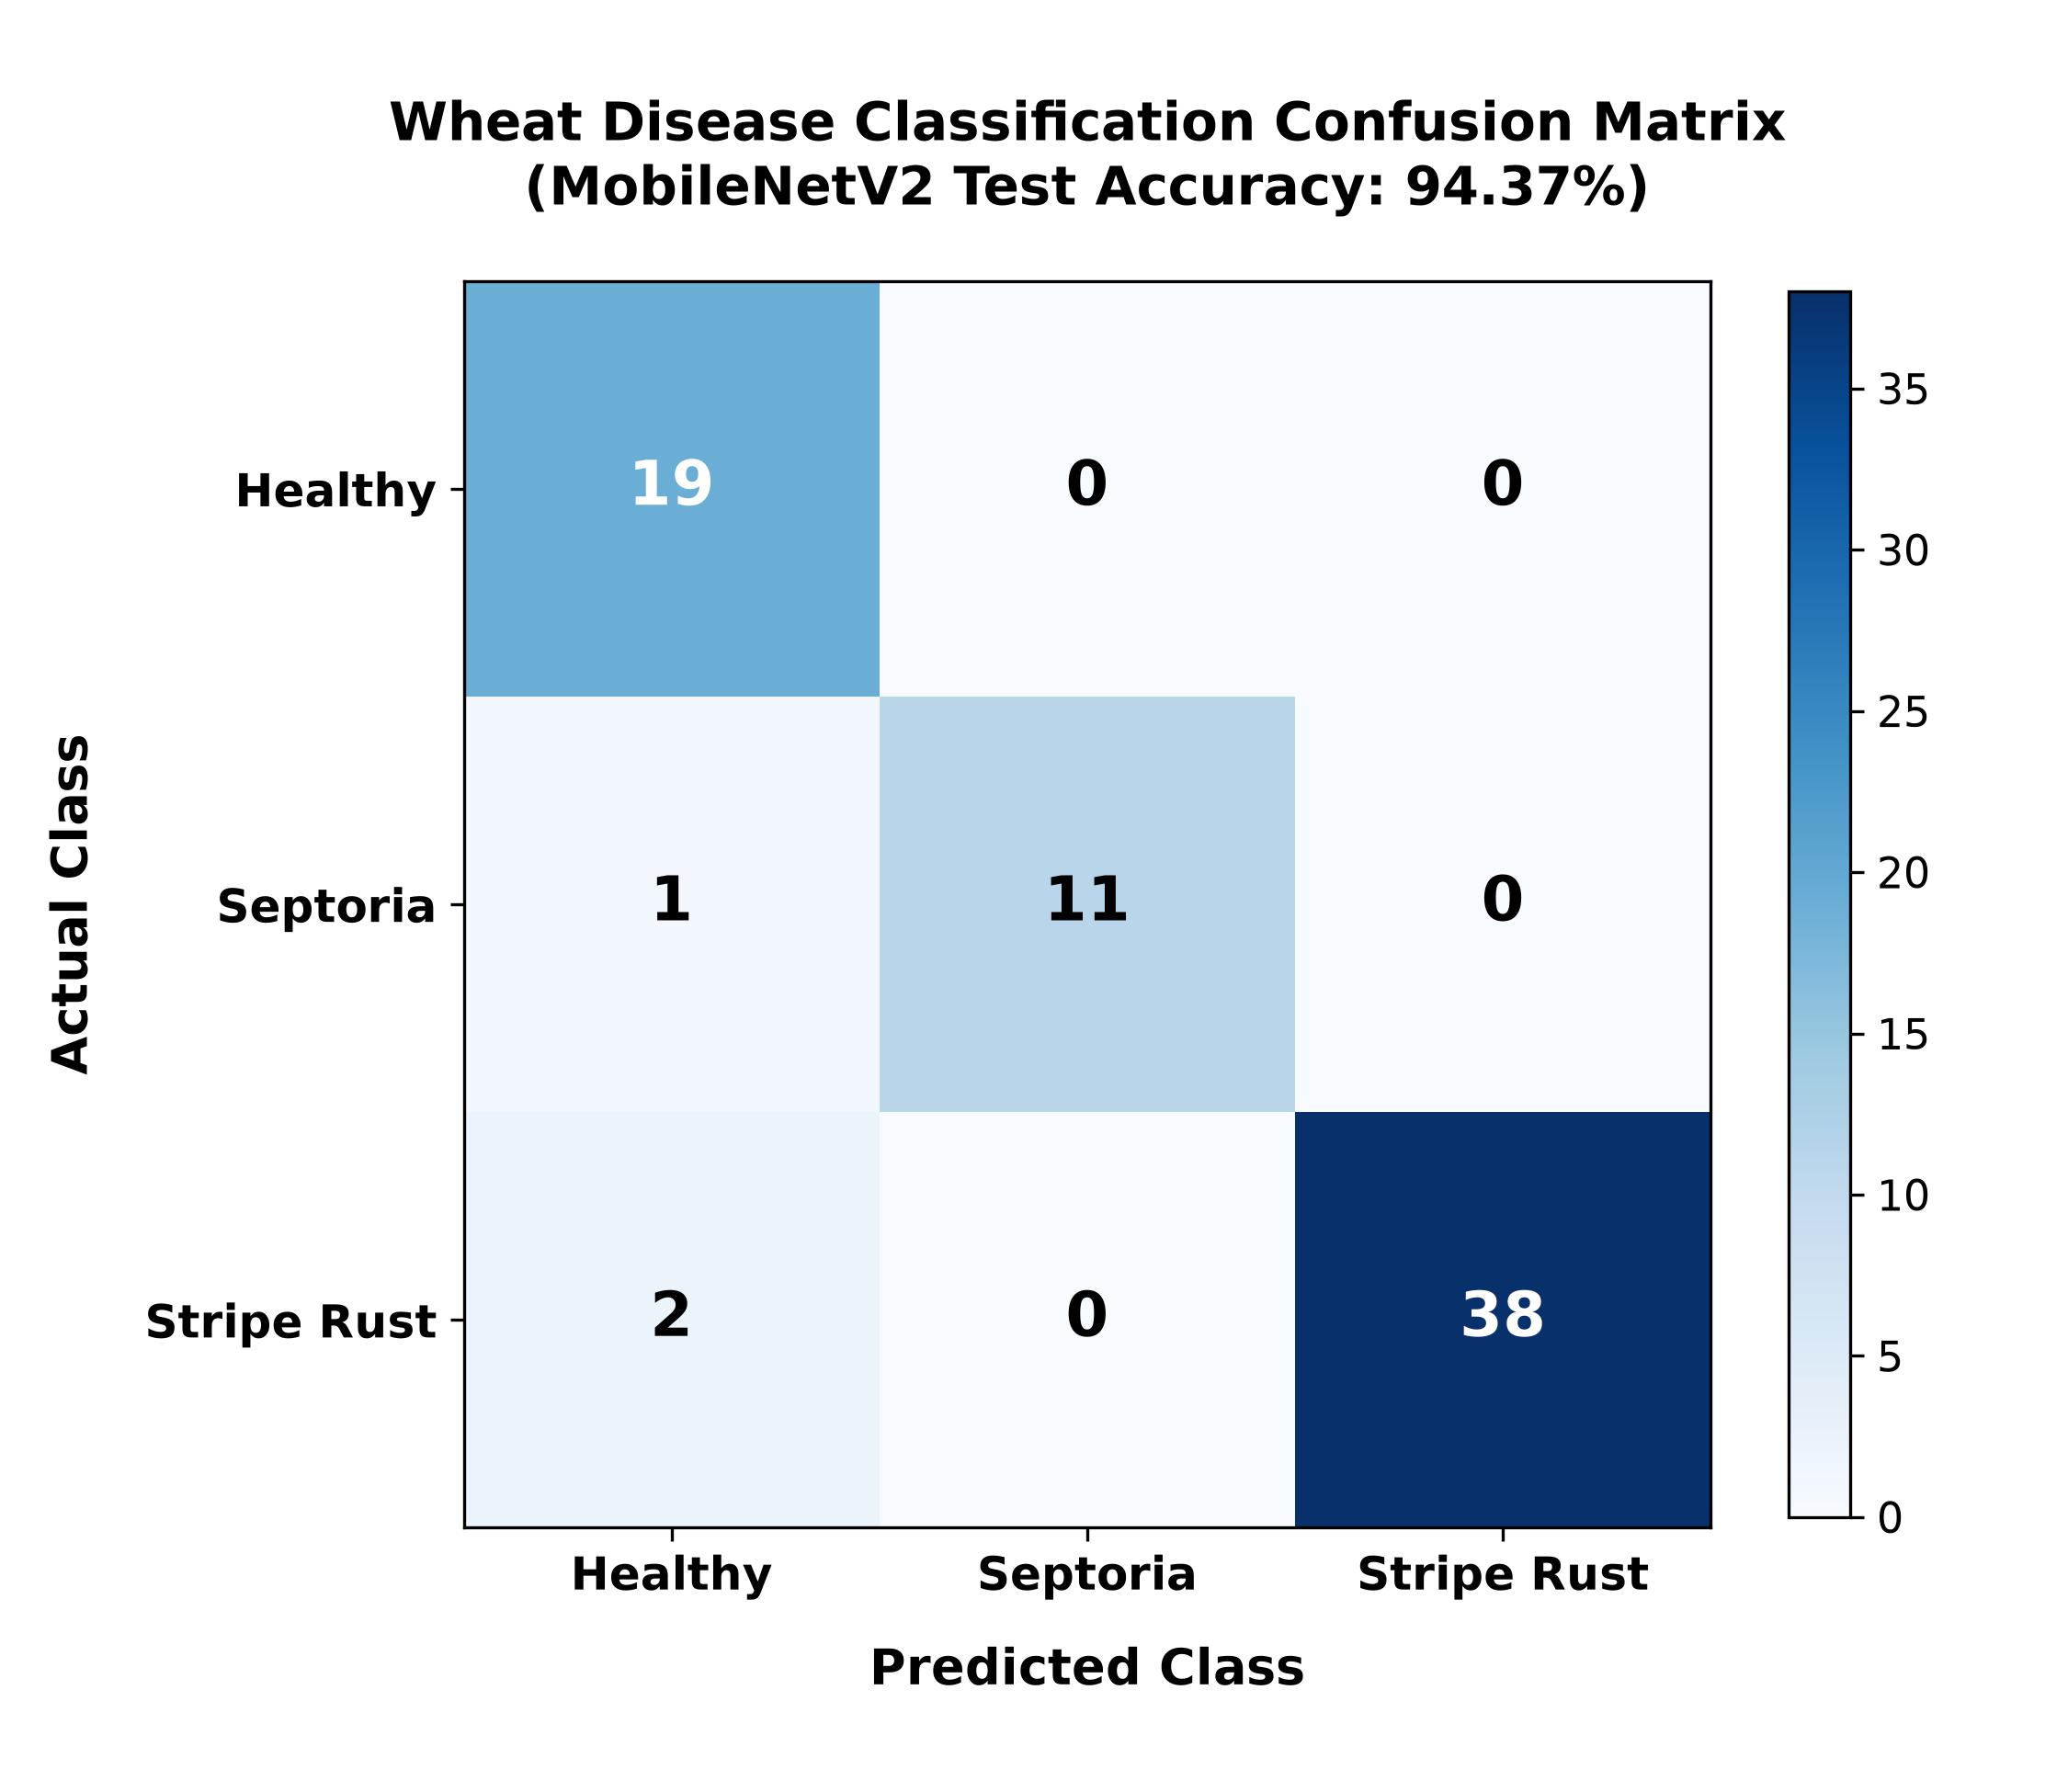 Wheat Disease Classification Confusion Matrix
(MobileNetV2 Test Accuracy: 94.37%)
Actual Class
Healthy 19 0 0
Septoria 1 11 0
Stripe Rust 2 0 38
Healthy Septoria Stripe Rust
Predicted Class
35
30
25
20
15
10
5
0